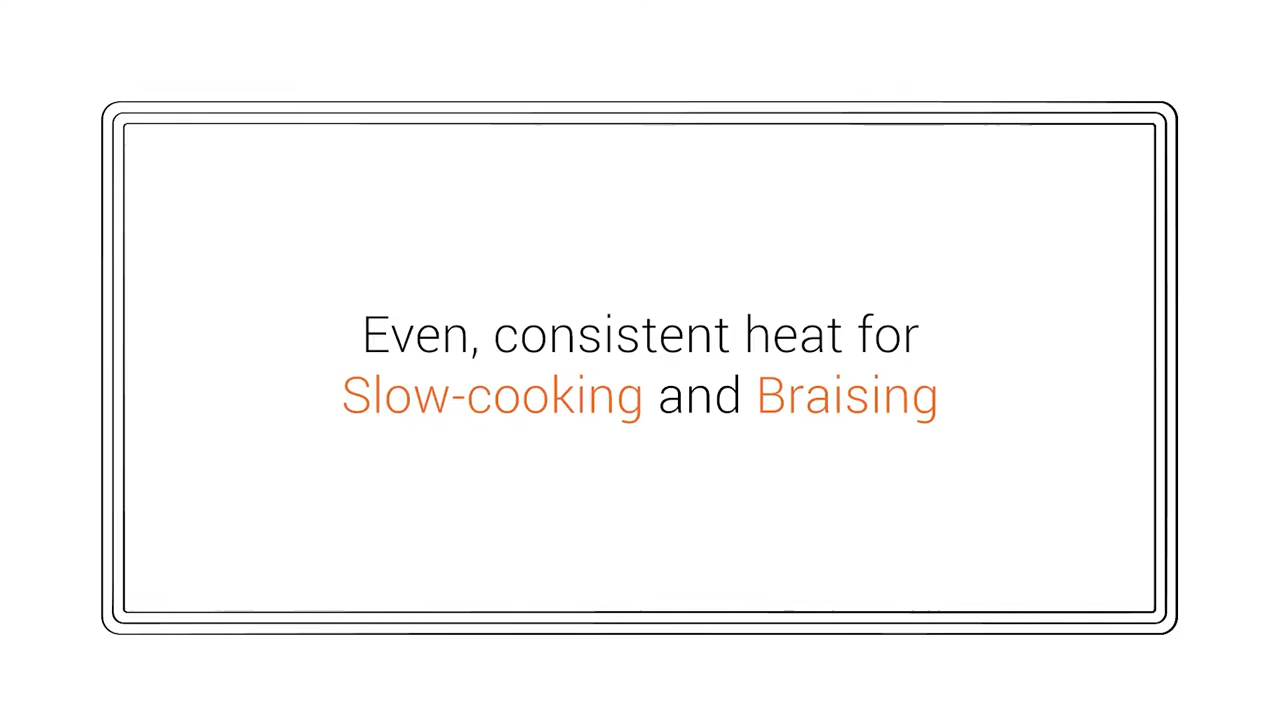 Even, consistent heat for
Slow-cooking and Braising